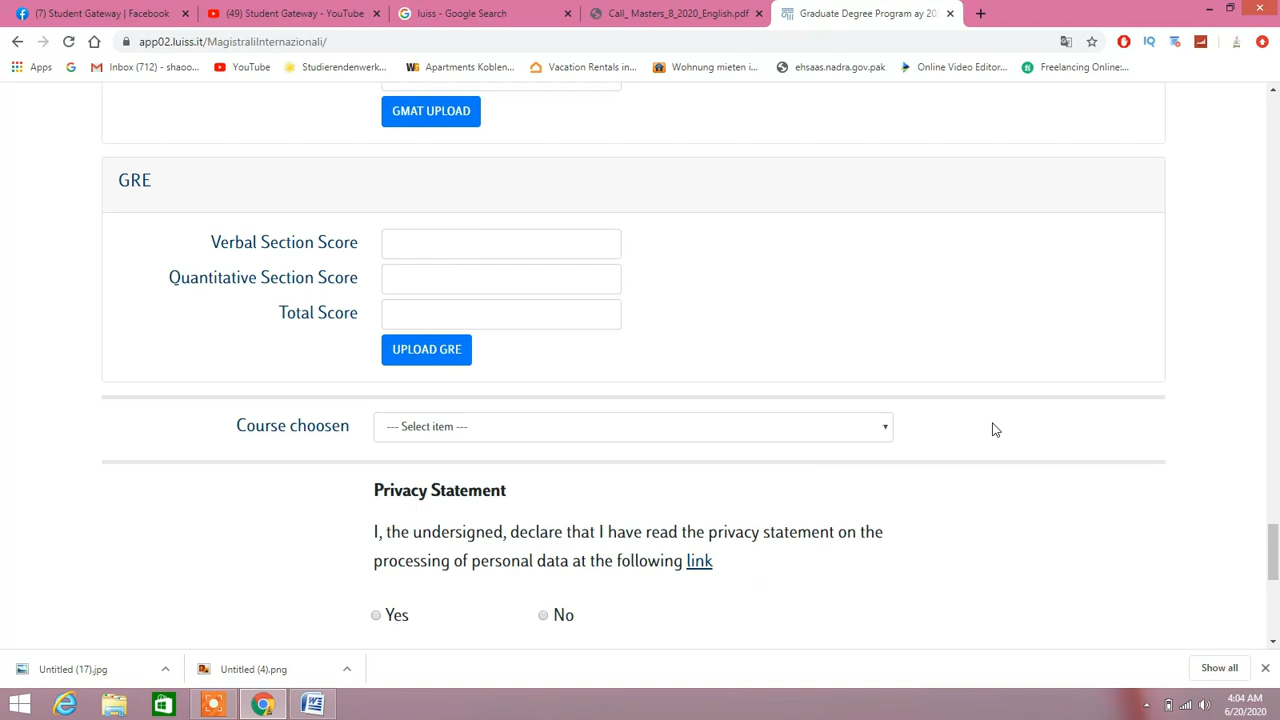 (7) Student Gateway | Facebook
(49) Student Gateway - YouTube
luiss - Google Search
Call_ Masters_8_2020_English.pdf
Graduate Degree Program ay 202
app02.luiss.it/MagistraliInternazionali/
Apps
Inbox (712) - shaoo...
YouTube
Studierendenwerk...
Apartments Koblen...
Vacation Rentals in...
Wohnung mieten i...
ehsaas.nadra.gov.pk
Online Video Editor...
Freelancing Online:...
GMAT UPLOAD
GRE
Verbal Section Score
Quantitative Section Score
Total Score
UPLOAD GRE
Course choosen
--- Select item ---
Privacy Statement
I, the undersigned, declare that I have read the privacy statement on the
processing of personal data at the following link
Yes No
Untitled (17).jpg
Untitled (4).png
Show all
4:04 AM
6/20/2020